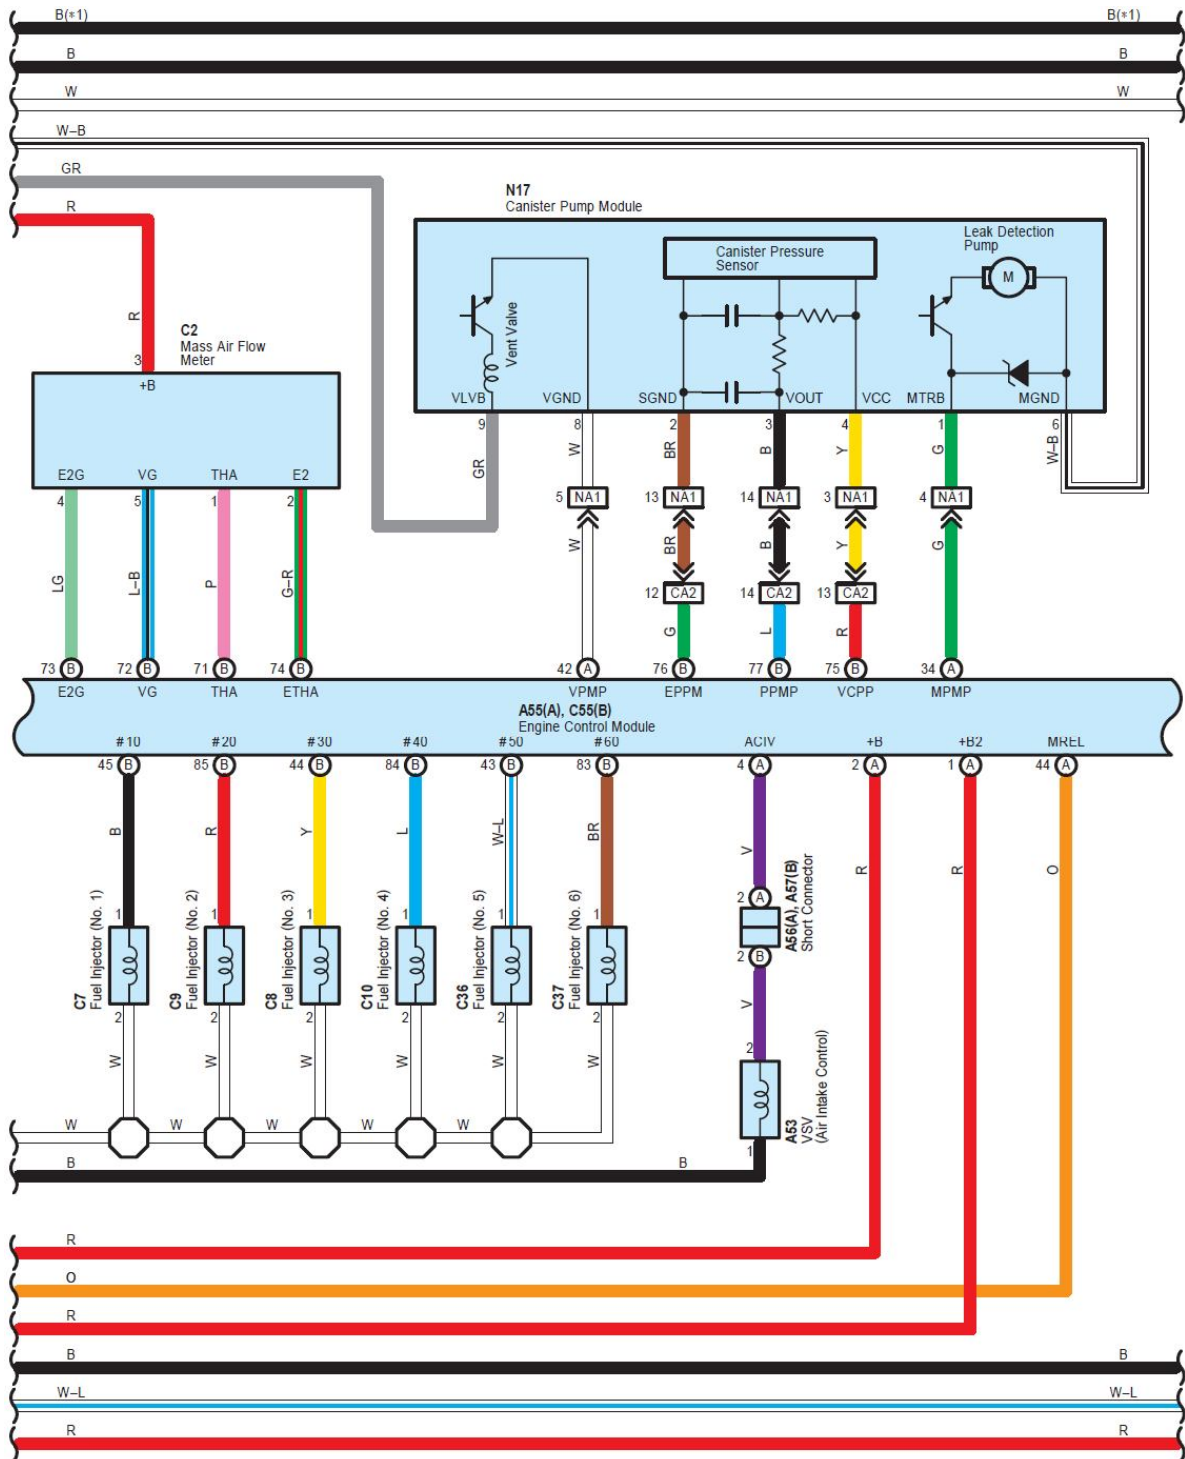 B(*1) B(*1)
B B
W W
W–B
GR
R
N17
Canister Pump Module
Leak Detection
Pump
Canister Pressure
Sensor
M
R
C2
Mass Air Flow
Meter
Vent Valve
3
+B
VLVB VGND SGND VOUT VCC MTRB MGND
9 8 2 3 4 1 6
GR W BR B Y G W–B
E2G VG THA E2
4 5 1 2
5 NA1 13 NA1 14 NA1 3 NA1 4 NA1
LG L–B P G–R
W BR B Y G
12 CA2 14 CA2 13 CA2
G L R
73 B 72 B 71 B 74 B 42 A 76 B 77 B 75 B 34 A
E2G VG THA ETHA VPMP EPPM PPMP VCPP MPMP
A55(A), C55(B)
Engine Control Module
#10 #20 #30 #40 #50 #60 ACIV +B +B2 MREL
45 B 85 B 44 B 84 B 43 B 83 B 4 A 2 A 1 A 44 A
B R Y L W–L BR V R R O
2 A
A56(A), A57(B)
Short Connector
2 B
1 1 1 1 1 1
C7
Fuel Injector (No. 1)
C9
Fuel Injector (No. 2)
C8
Fuel Injector (No. 3)
C10
Fuel Injector (No. 4)
C36
Fuel Injector (No. 5)
C37
Fuel Injector (No. 6)
2 2 2 2 2 2
V
2
W W W W W W
A53
VSV
(Air Intake Control)
1
W W W W W
B B
R
O
R
B B
W–L W–L
R R